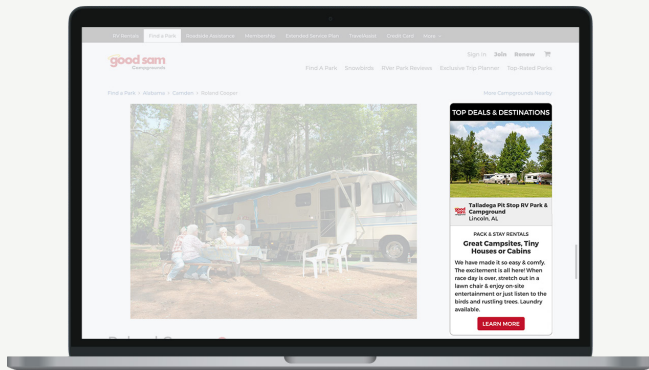 RV Rentals Find a Park Roadside Assistance Membership Extended Service Plan TravelAssist Credit Card
Sign In Join Renew
good sam
Campgrounds
Find A Park Snowbirds RVer Park Reviews Exclusive Trip Planner Top-Rated Parks
Find a Park > Alabama > Camden > Roland Cooper
More Campgrounds Nearby
TOP DEALS & DESTINATIONS
good sam
Talladega Pit Stop RV Park &
Campground
Lincoln, AL
PACK & STAY RENTALS
Great Campsites, Tiny
Houses or Cabins
We have made it so easy & comfy.
The excitement is all here! When
race day is over, stretch out in a
lawn chair & enjoy on-site
entertainment or just listen to the
birds and rustling trees. Laundry
available.
LEARN MORE